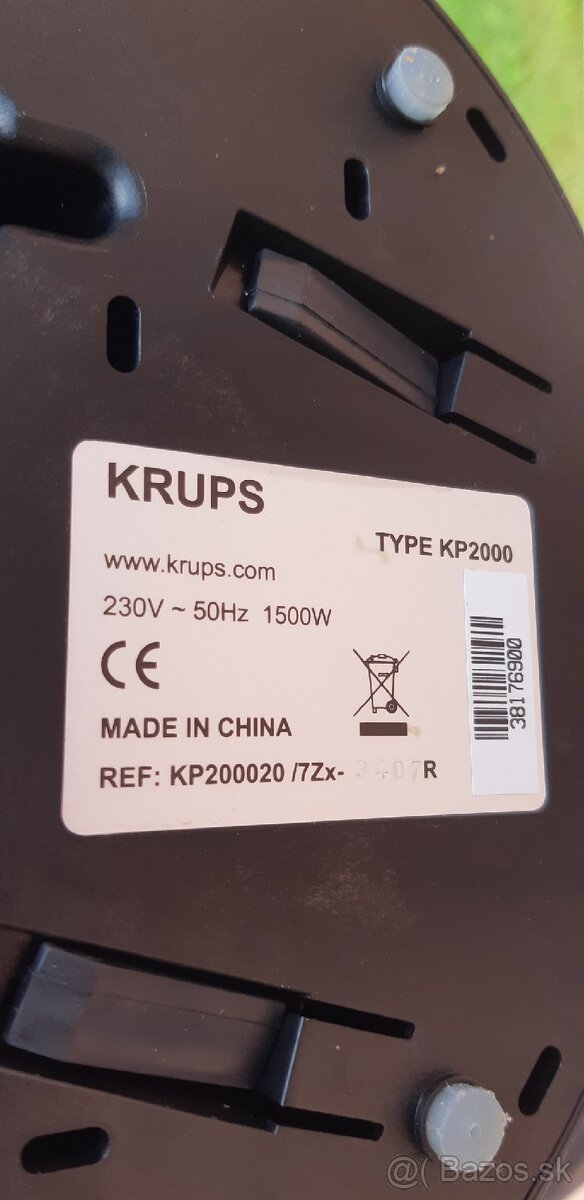 KRUPS
TYPE KP2000
www.krups.com
230V ~ 50Hz 1500W
CE
38176900
MADE IN CHINA
REF: KP200020 /7Zx- 3407R
@( Bazos.sk